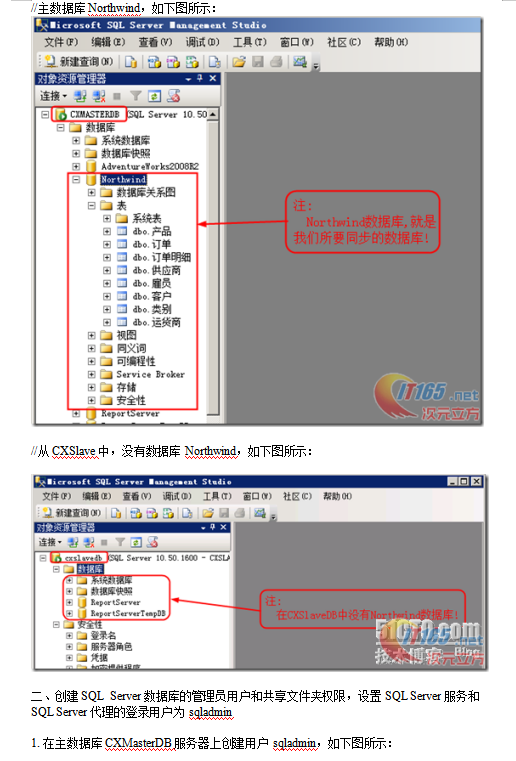 //主数据库 Northwind，如下图所示：
Microsoft SQL Server Management Studio
文件(F) 编辑(E) 查看(V) 调试(D) 工具(T) 窗口(W) 社区(C) 帮助(H)
新建查询(N)
对象资源管理器
连接
CXMASTERDB (SQL Server 10.50
数据库
系统数据库
数据库快照
AdventureWorks2008R2
Northwind
数据库关系图
表
系统表
dbo.产品
dbo.订单
dbo.订单明细
dbo.供应商
dbo.雇员
dbo.客户
dbo.类别
dbo.运货商
视图
同义词
可编程性
Service Broker
存储
安全性
ReportServer
注：
Northwind数据库,就是
我们所要同步的数据库!
IT165.net
次元立方
//从 CXSlave 中，没有数据库 Northwind，如下图所示：
Microsoft SQL Server Management Studio
文件(F) 编辑(E) 查看(V) 调试(D) 工具(T) 窗口(W) 社区(C) 帮助(H)
新建查询(N)
对象资源管理器
连接
cxslavedb (SQL Server 10.50.1600 - CXSLA
数据库
系统数据库
数据库快照
ReportServer
ReportServerTempDB
安全性
登录名
服务器角色
凭据
注：
在CXSlaveDB中没有Northwind数据库!
51CTO.com
技术博客 Blog
IT165.net
次元立方
二、创建 SQL Server 数据库的管理员用户和共享文件夹权限，设置 SQL Server 服务和
SQL Server 代理的登录用户为 sqladmin
1. 在主数据库 CXMasterDB 服务器上创建用户 sqladmin，如下图所示：